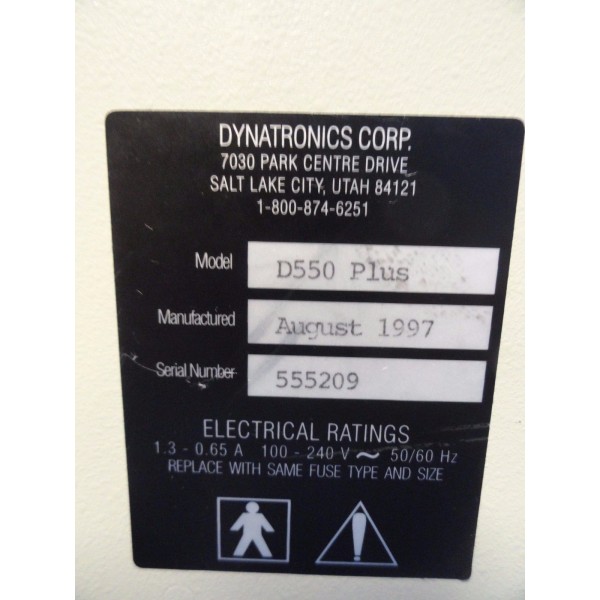 DYNATRONICS CORP.
7030 PARK CENTRE DRIVE
SALT LAKE CITY, UTAH 84121
1-800-874-6251
Model D550 Plus
Manufactured August 1997
Serial Number 555209
ELECTRICAL RATINGS
1.3 - 0.65 A 100 - 240 V ~ 50/60 Hz
REPLACE WITH SAME FUSE TYPE AND SIZE